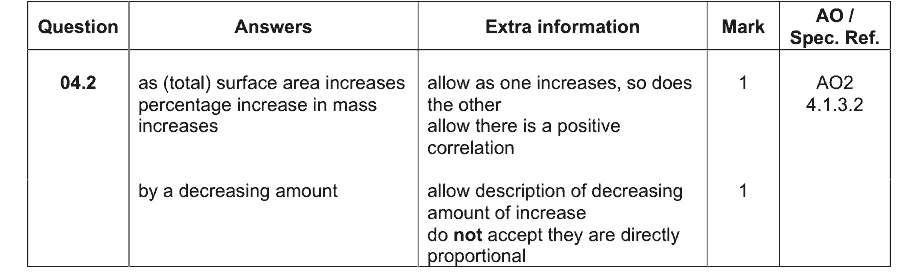 Question Answers Extra information Mark AO /
Spec. Ref.
04.2 as (total) surface area increases allow as one increases, so does 1 AO2
percentage increase in mass the other 4.1.3.2
increases allow there is a positive
correlation
by a decreasing amount allow description of decreasing 1
amount of increase
do not accept they are directly
proportional